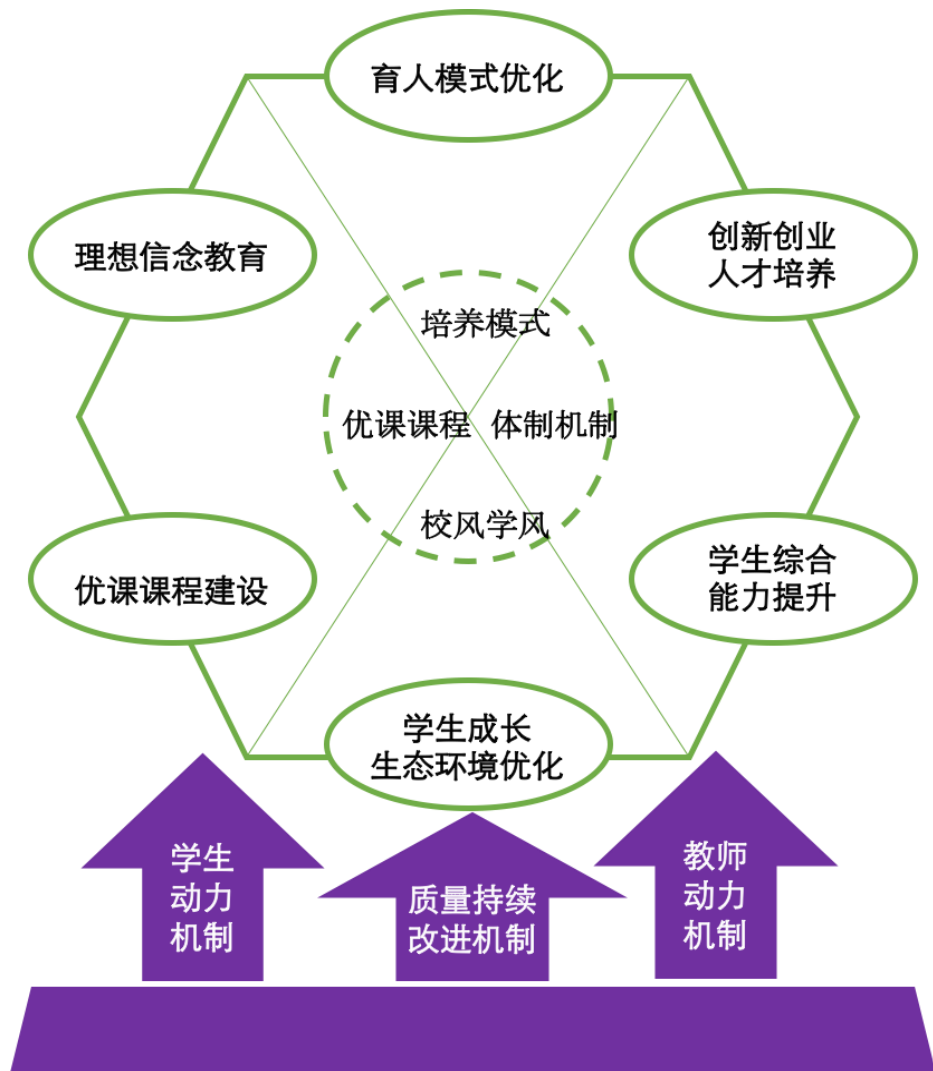 育人模式优化
理想信念教育
创新创业
人才培养
培养模式
优课课程
体制机制
校风学风
优课课程建设
学生综合
能力提升
学生成长
生态环境优化
学生
动力
机制
质量持续
改进机制
教师
动力
机制